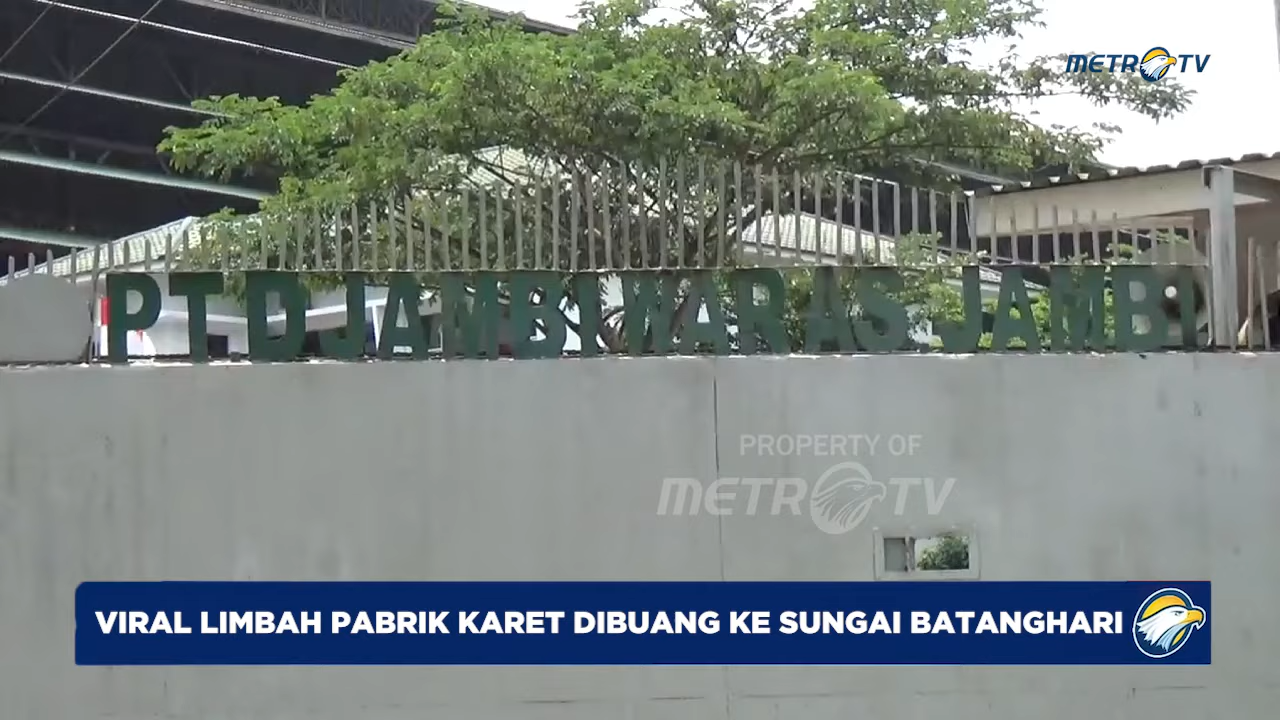 METRO TV
PT DJAMBI WARAS JAMBI
PROPERTY OF
METRO TV
VIRAL LIMBAH PABRIK KARET DIBUANG KE SUNGAI BATANGHARI